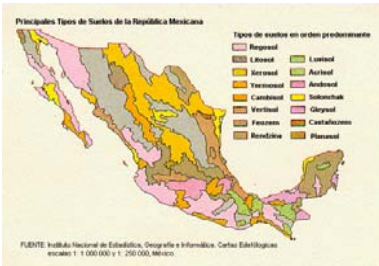 Principales Tipos de Suelos de la República Mexicana
Tipos de suelos en orden predominante
Regosol
Litosol
Xerosol
Yermosol
Cambisol
Vertisol
Feozem
Rendzina
Luvisol
Acrisol
Andosol
Solonchak
Gleysol
Castañozem
Planosol
FUENTE: Instituto Nacional de Estadística, Geografía e Informática. Cartas Edafológicas
escalas 1: 1 000 000 y 1: 250 000, México.